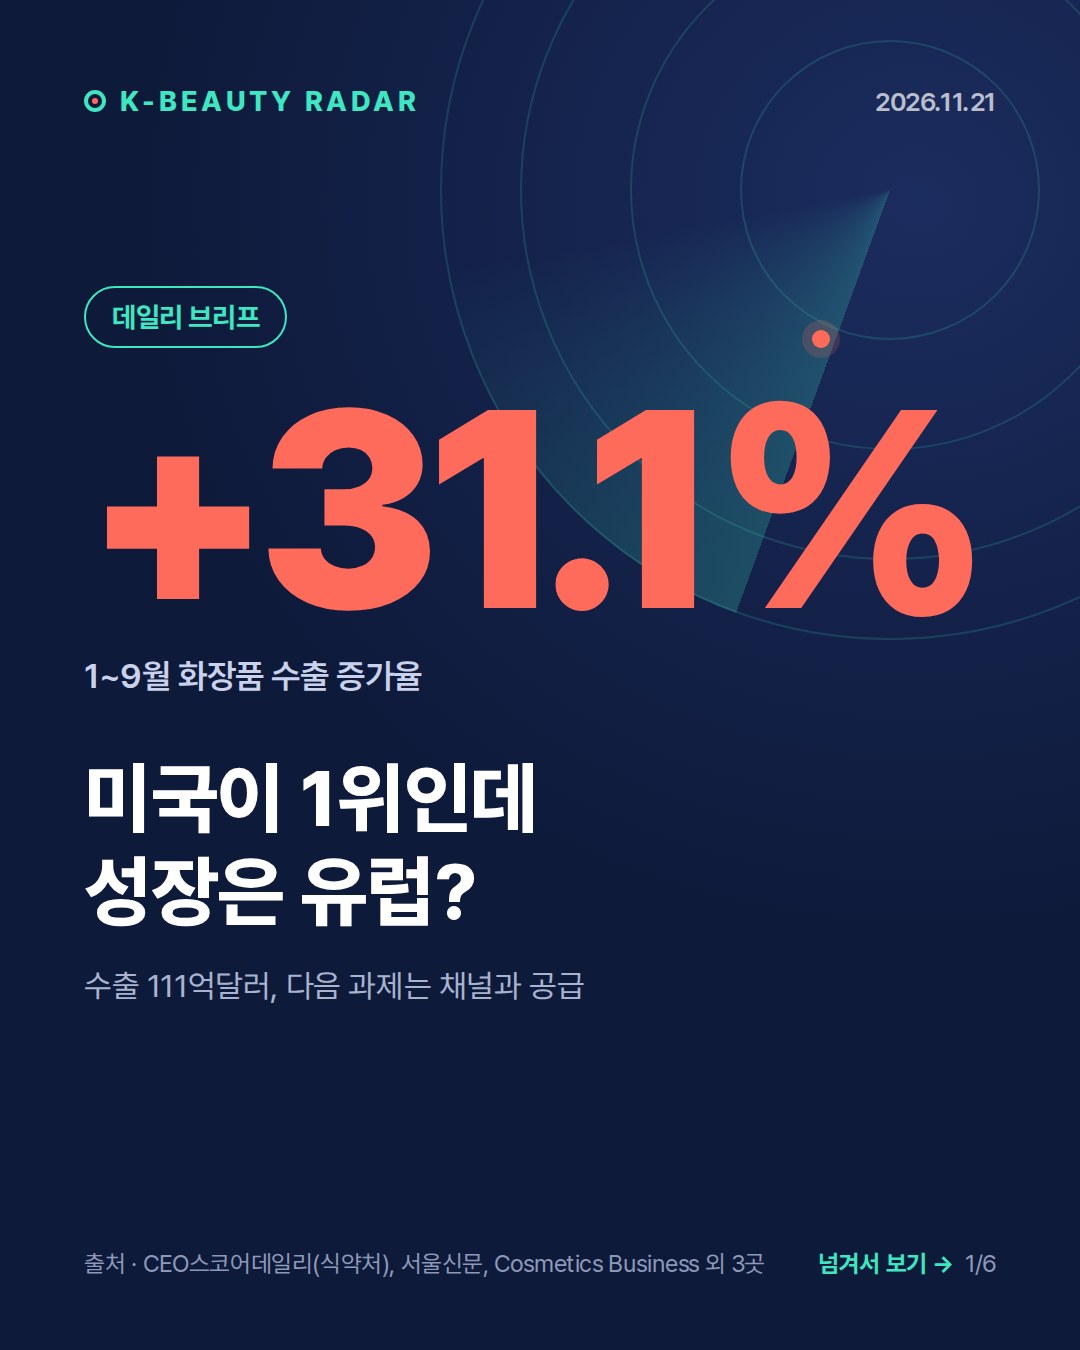 K-BEAUTY RADAR
2026.11.21
데일리 브리프
+31.1%
1~9월 화장품 수출 증가율
미국이 1위인데
성장은 유럽?
수출 111억달러, 다음 과제는 채널과 공급
출처 · CEO스코어데일리(식약처), 서울신문, Cosmetics Business 외 3곳
넘겨서 보기 → 1/6